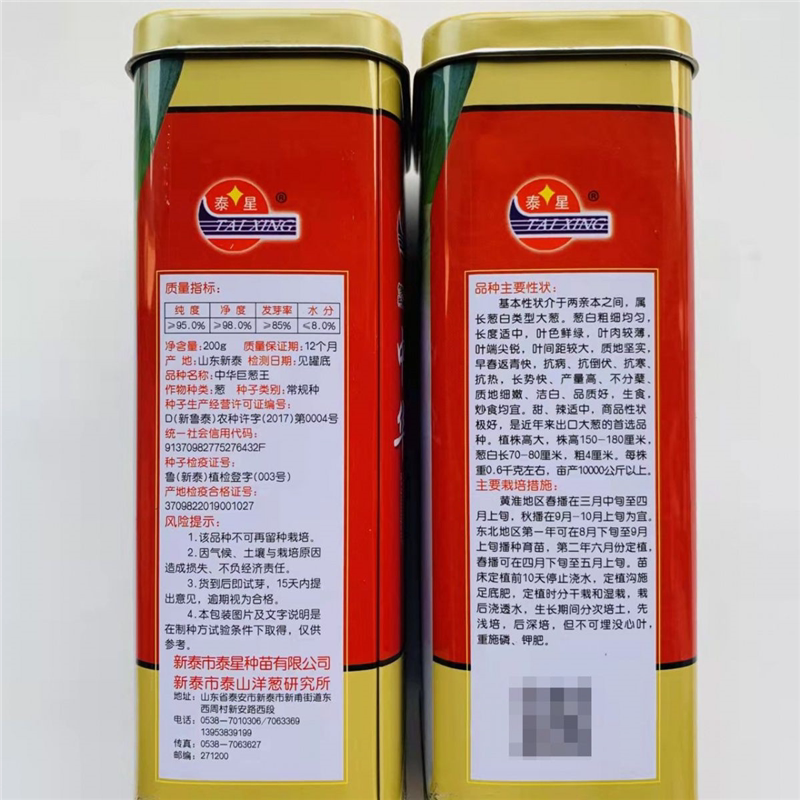 泰星®
TAI XING
质量指标:
纯度 净度 发芽率 水分
≥95.0% ≥98.0% ≥85% ≤8.0%
净含量:200g 质量保证期:12个月
产 地:山东新泰 检测日期:见罐底
品种名称:中华巨葱王
作物种类:葱 种子类别:常规种
种子生产经营许可证编号:
D(新鲁泰)农种许字(2017)第0004号
统一社会信用代码:
91370982775276432F
种子检疫证号:
鲁(新泰)植检登字(003号)
产地检疫合格证号:
3709822019001027
风险提示:
1.该品种不可再留种栽培。
2.因气候、土壤与栽培原因
造成损失、不负经济责任。
3.货到后即试芽,15天内提
出意见,逾期视为合格。
4.本包装图片及文字说明是
在制种方试验条件下取得,仅供
参考。
新泰市泰星种苗有限公司
新泰市泰山洋葱研究所
地址:山东省泰安市新泰市新甫街道东
西周村新安路西段
电话:0538-7010306/7063369
13953839199
传真:0538-7063627
邮编:271200
泰星®
TAI XING
品种主要性状:
基本性状介于两亲本之间,属
长葱白类型大葱。葱白粗细均匀,
长度适中,叶色鲜绿,叶肉较薄,
叶端尖锐,叶间距较大,质地坚实,
早春返青快,抗病、抗倒伏、抗寒、
抗热,长势快、产量高、不分蘖。
质地细嫩、洁白、品质好,生食,
炒食均宜。甜、辣适中,商品性状
极好,是近年来出口大葱的首选品
种。植株高大,株高150-180厘米,
葱白长70-80厘米,粗4厘米。每株
重0.6千克左右,亩产10000公斤以上。
主要栽培措施:
黄淮地区春播在三月中旬至四
月上旬,秋播在9月-10月上旬为宜。
东北地区第一年可在8月下旬至9月
上旬播种育苗,第二年六月份定植,
春播可在四月下旬至五月上旬。苗
床定植前10天停止浇水,定植沟施
足底肥,定植时分干栽和湿栽,栽
后浇透水,生长期间分次培土,先
浅培,后深培,但不可埋没心叶,
重施磷、钾肥。